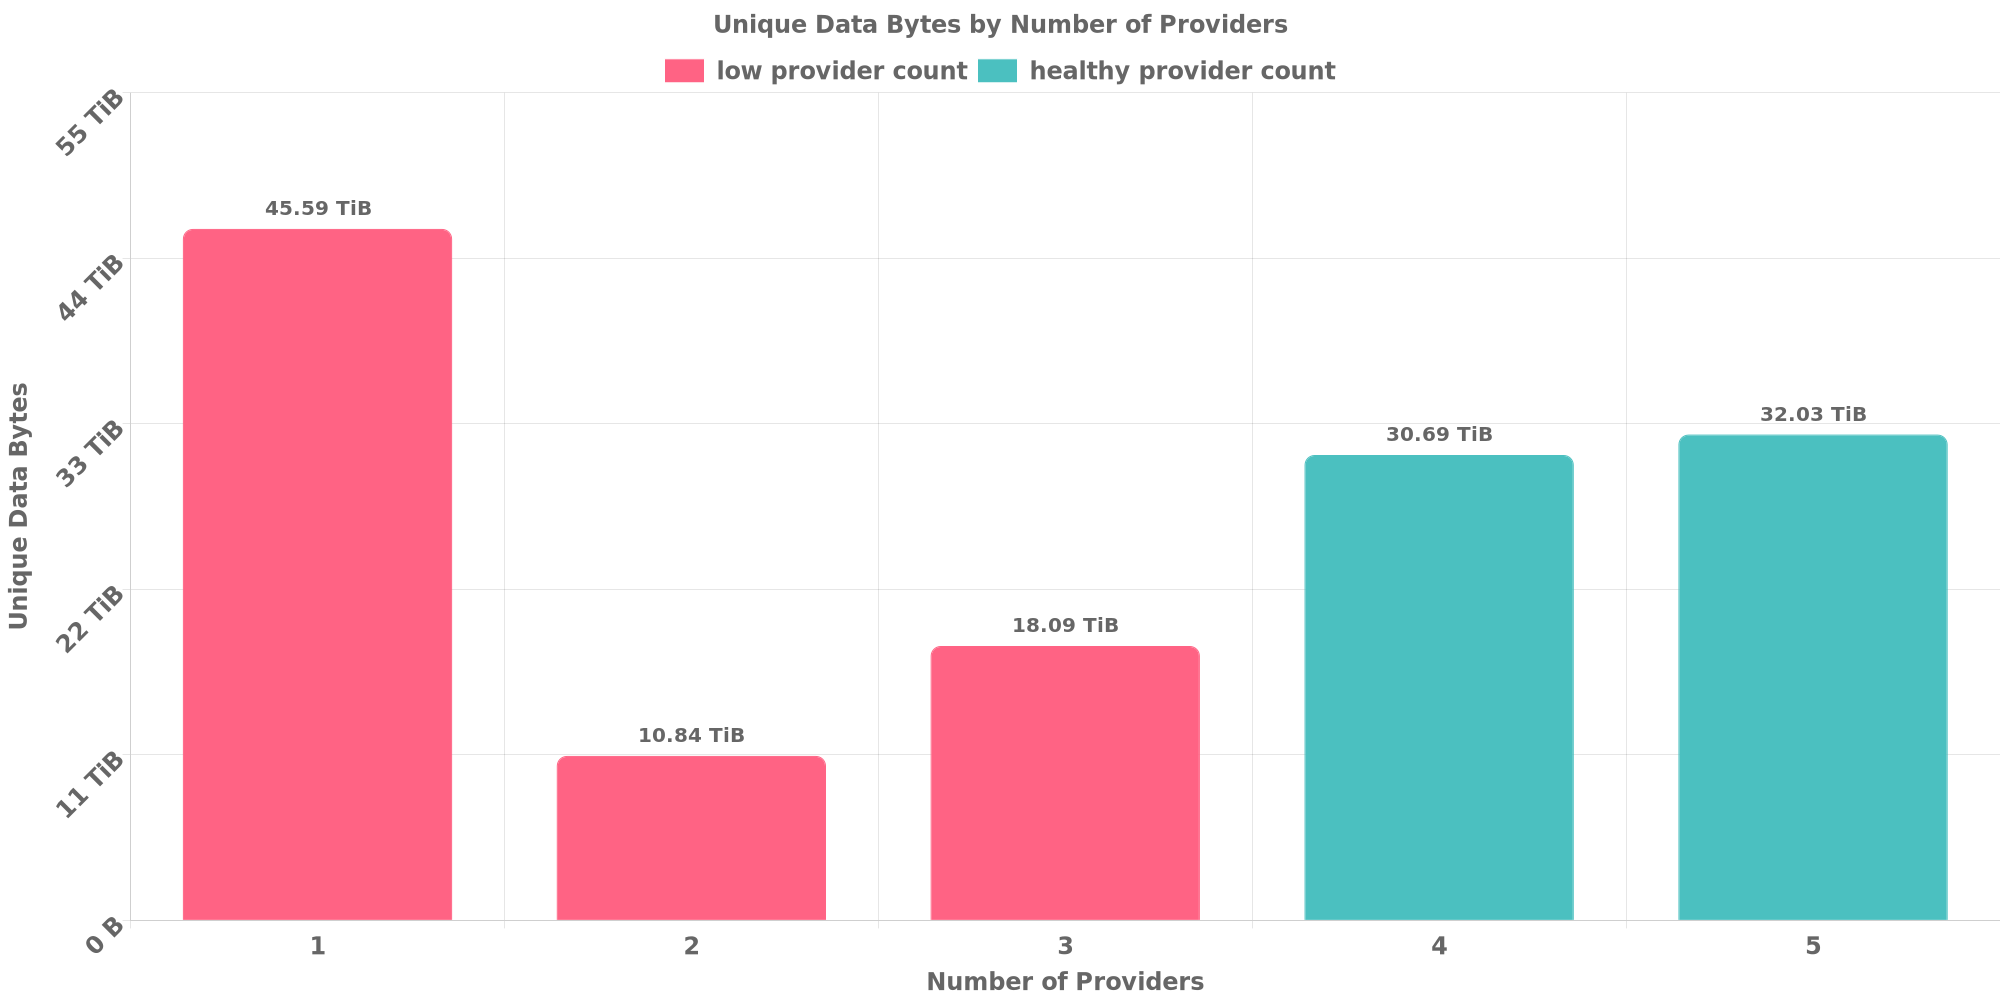 Unique Data Bytes by Number of Providers
low provider count healthy provider count
55 TiB
44 TiB
33 TiB
22 TiB
11 TiB
0 B
Unique Data Bytes
45.59 TiB
10.84 TiB
18.09 TiB
30.69 TiB
32.03 TiB
1 2 3 4 5
Number of Providers